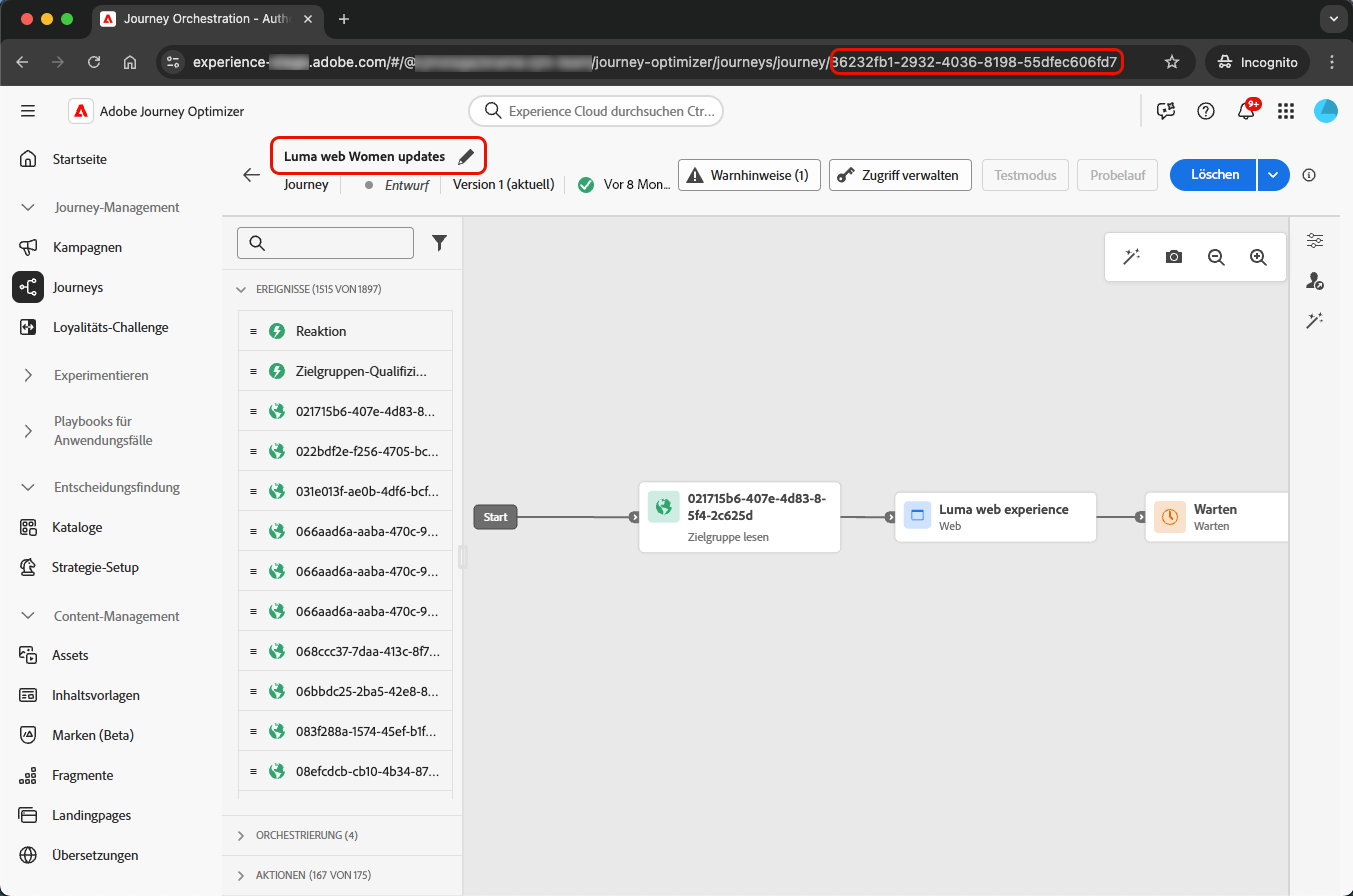 Journey Orchestration - Auth
experience-
.adobe.com/#/@
/journey-optimizer/journeys/journey/86232fb1-2932-4036-8198-55dfec606fd7
Incognito
Adobe Journey Optimizer
Experience Cloud durchsuchen Ctr...
9+
Startseite
Journey-Management
Kampagnen
Journeys
Loyalitäts-Challenge
Experimentieren
Playbooks für
Anwendungsfälle
Entscheidungsfindung
Kataloge
Strategie-Setup
Content-Management
Assets
Inhaltsvorlagen
Marken (Beta)
Fragmente
Landingpages
Übersetzungen
Luma web Women updates
Journey
Entwurf
Version 1 (aktuell)
Vor 8 Mon...
Warnhinweise (1)
Zugriff verwalten
Testmodus
Probelauf
Löschen
EREIGNISSE (1515 VON 1897)
Reaktion
Zielgruppen-Qualifizi...
021715b6-407e-4d83-8...
022bdf2e-f256-4705-bc...
031e013f-ae0b-4df6-bcf...
066aad6a-aaba-470c-9...
066aad6a-aaba-470c-9...
066aad6a-aaba-470c-9...
068ccc37-7daa-413c-8f7...
06bbdc25-2ba5-42e8-8...
083f288a-1574-45ef-b1f...
08efcdcb-cb10-4b34-87...
ORCHESTRIERUNG (4)
AKTIONEN (167 VON 175)
Start
021715b6-407e-4d83-8-
5f4-2c625d
Zielgruppe lesen
Luma web experience
Web
Warten
Warten